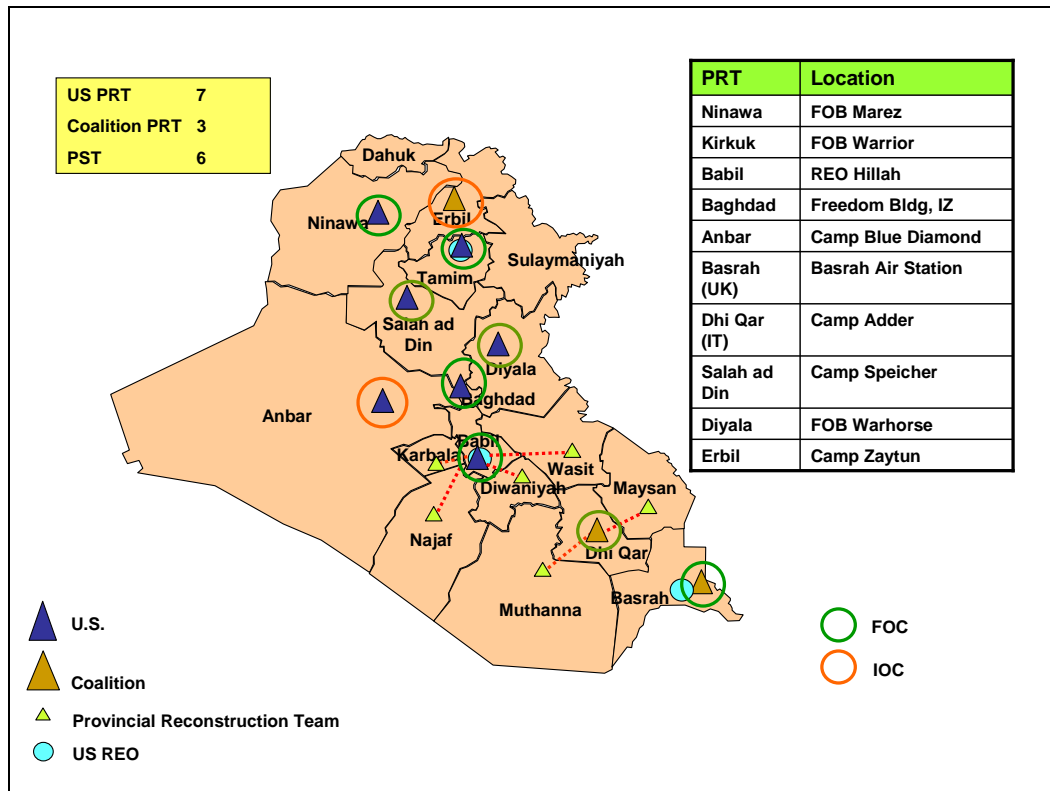 US PRT 7
Coalition PRT 3
PST 6
PRT Location
Ninawa FOB Marez
Kirkuk FOB Warrior
Babil REO Hillah
Baghdad Freedom Bldg, IZ
Anbar Camp Blue Diamond
Basrah Basrah Air Station
(UK)
Dhi Qar Camp Adder
(IT)
Salah ad Camp Speicher
Din
Diyala FOB Warhorse
Erbil Camp Zaytun
Dahuk
Ninawa
Erbil
Sulaymaniyah
Tamim
Salah ad
Din
Diyala
Baghdad
Anbar
Babil
Karbala
Wasit
Diwaniyah
Maysan
Najaf
Dhi Qar
Basrah
Muthanna
U.S.
Coalition
Provincial Reconstruction Team
US REO
FOC
IOC